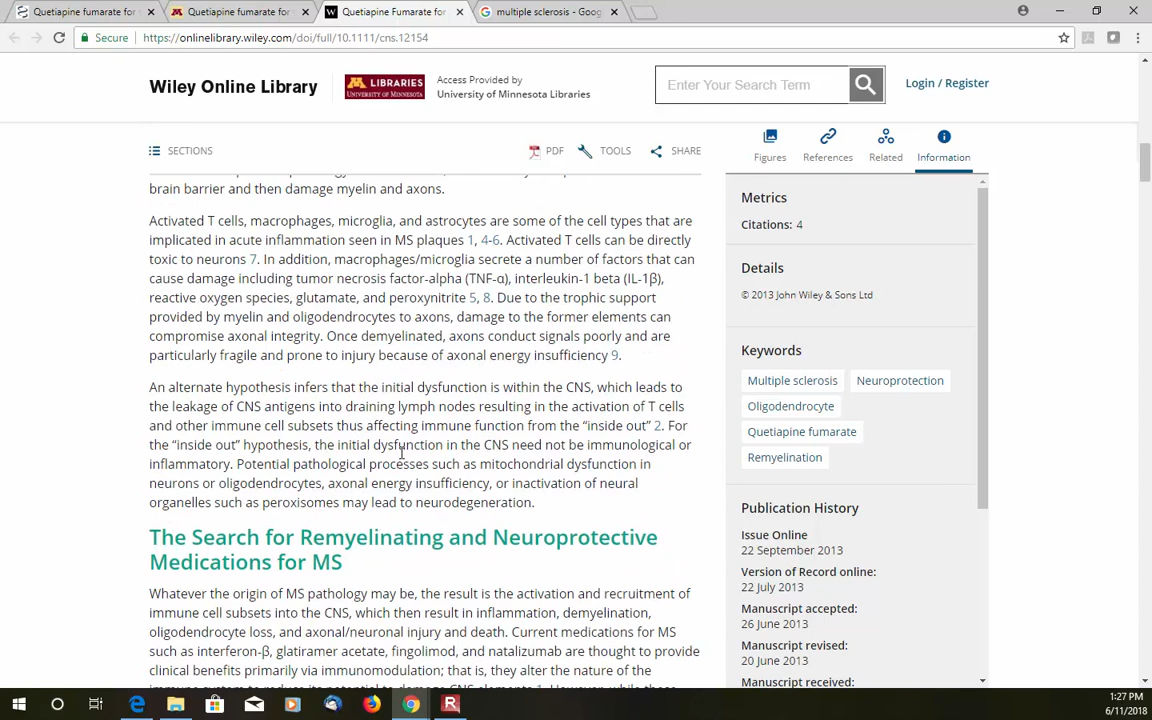 Quetiapine fumarate for
Quetiapine fumarate for
Quetiapine Fumarate for
multiple sclerosis - Goog
Secure
https://onlinelibrary.wiley.com/doi/full/10.1111/cns.12154
Wiley Online Library
LIBRARIES
UNIVERSITY OF MINNESOTA
Access Provided by
University of Minnesota Libraries
Enter Your Search Term
Login / Register
SECTIONS
PDF
TOOLS
SHARE
Figures
References
Related
Information
brain barrier and then damage myelin and axons.
Activated T cells, macrophages, microglia, and astrocytes are some of the cell types that are
implicated in acute inflammation seen in MS plaques 1, 4-6. Activated T cells can be directly
toxic to neurons 7. In addition, macrophages/microglia secrete a number of factors that can
cause damage including tumor necrosis factor-alpha (TNF-α), interleukin-1 beta (IL-1β),
reactive oxygen species, glutamate, and peroxynitrite 5, 8. Due to the trophic support
provided by myelin and oligodendrocytes to axons, damage to the former elements can
compromise axonal integrity. Once demyelinated, axons conduct signals poorly and are
particularly fragile and prone to injury because of axonal energy insufficiency 9.
An alternate hypothesis infers that the initial dysfunction is within the CNS, which leads to
the leakage of CNS antigens into draining lymph nodes resulting in the activation of T cells
and other immune cell subsets thus affecting immune function from the “inside out” 2. For
the “inside out” hypothesis, the initial dysfunction in the CNS need not be immunological or
inflammatory. Potential pathological processes such as mitochondrial dysfunction in
neurons or oligodendrocytes, axonal energy insufficiency, or inactivation of neural
organelles such as peroxisomes may lead to neurodegeneration.
The Search for Remyelinating and Neuroprotective
Medications for MS
Whatever the origin of MS pathology may be, the result is the activation and recruitment of
immune cell subsets into the CNS, which then result in inflammation, demyelination,
oligodendrocyte loss, and axonal/neuronal injury and death. Current medications for MS
such as interferon-β, glatiramer acetate, fingolimod, and natalizumab are thought to provide
clinical benefits primarily via immunomodulation; that is, they alter the nature of the
Metrics
Citations: 4
Details
© 2013 John Wiley & Sons Ltd
Keywords
Multiple sclerosis
Neuroprotection
Oligodendrocyte
Quetiapine fumarate
Remyelination
Publication History
Issue Online
22 September 2013
Version of Record online:
22 July 2013
Manuscript accepted:
26 June 2013
Manuscript revised:
20 June 2013
Manuscript received:
1:27 PM
6/11/2018